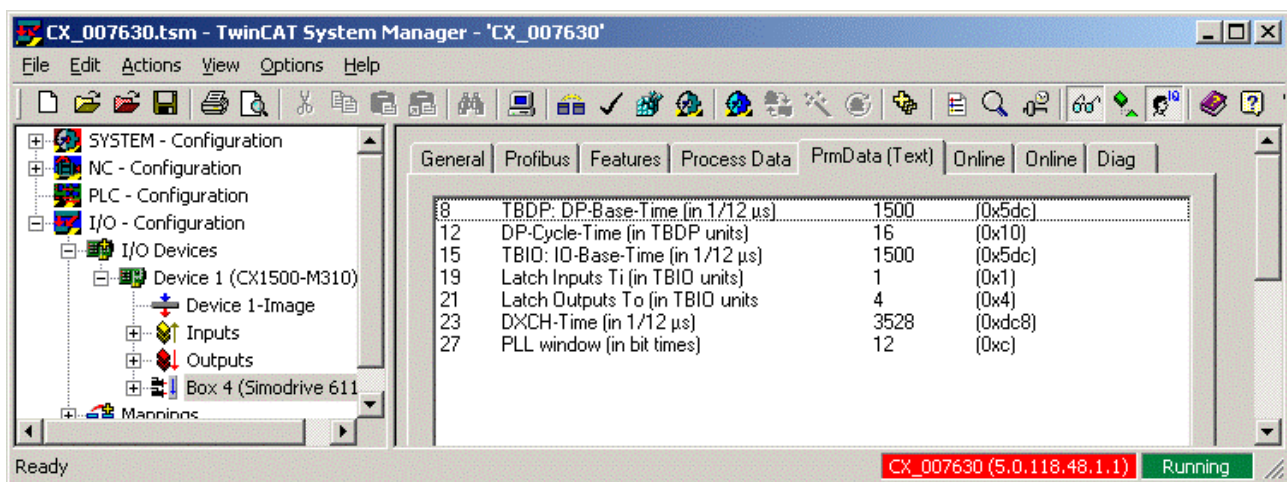 CX_007630.tsm - TwinCAT System Manager - 'CX_007630'
File Edit Actions View Options Help
SYSTEM - Configuration
NC - Configuration
PLC - Configuration
I/O - Configuration
I/O Devices
Device 1 (CX1500-M310)
Device 1-Image
Inputs
Outputs
Box 4 (Simodrive 611
Mappings
General Profibus Features Process Data PrmData (Text) Online Online Diag
8 TBDP: DP-Base-Time (in 1/12 µs) 1500 (0x5dc)
12 DP-Cycle-Time (in TBDP units) 16 (0x10)
15 TBIO: IO-Base-Time (in 1/12 µs) 1500 (0x5dc)
19 Latch Inputs Ti (in TBIO units) 1 (0x1)
21 Latch Outputs To (in TBIO units 4 (0x4)
23 DXCH-Time (in 1/12 µs) 3528 (0xdc8)
27 PLL window (in bit times) 12 (0xc)
Ready CX_007630 (5.0.118.48.1.1) Running